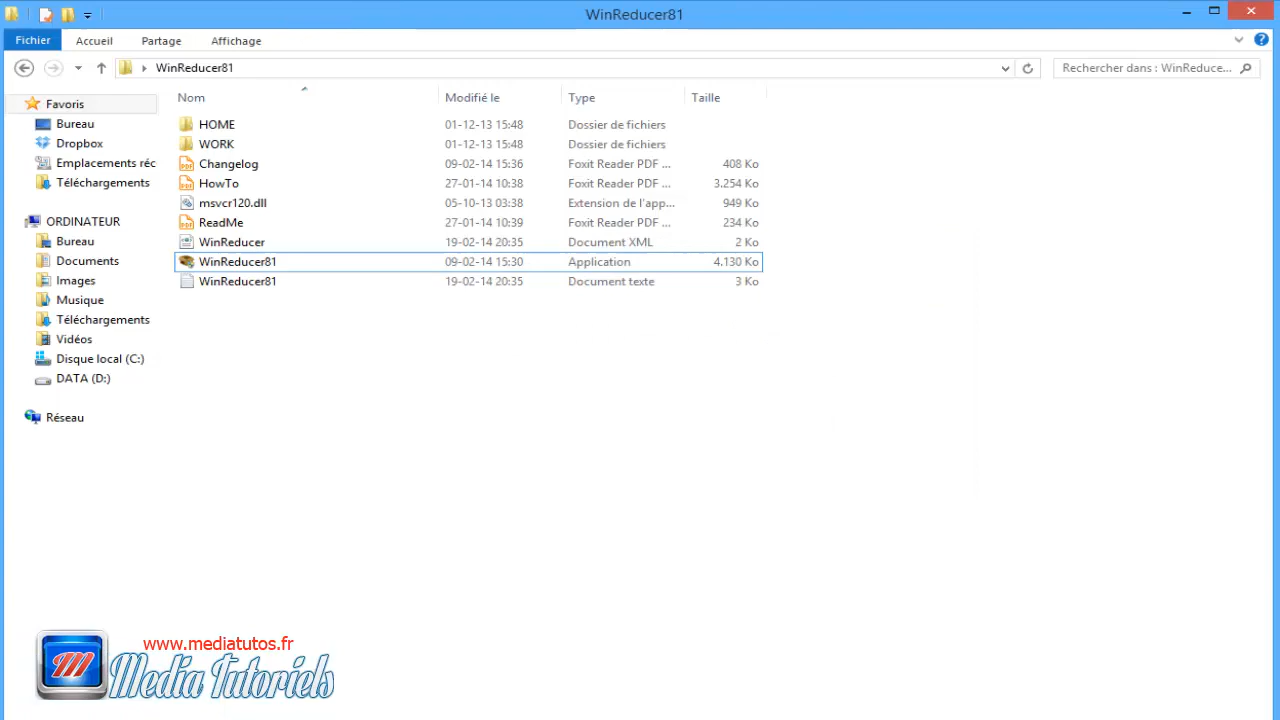 WinReducer81
Fichier Accueil Partage Affichage
WinReducer81 Rechercher dans : WinReduce...
Nom Modifié le Type Taille
Favoris
Bureau
Dropbox
Emplacements réc
Téléchargements
ORDINATEUR
Bureau
Documents
Images
Musique
Téléchargements
Vidéos
Disque local (C:)
DATA (D:)
Réseau
HOME 01-12-13 15:48 Dossier de fichiers
WORK 01-12-13 15:48 Dossier de fichiers
Changelog 09-02-14 15:36 Foxit Reader PDF ... 408 Ko
HowTo 27-01-14 10:38 Foxit Reader PDF ... 3.254 Ko
msvcr120.dll 05-10-13 03:38 Extension de l'app... 949 Ko
ReadMe 27-01-14 10:39 Foxit Reader PDF ... 234 Ko
WinReducer 19-02-14 20:35 Document XML 2 Ko
WinReducer81 09-02-14 15:30 Application 4.130 Ko
WinReducer81 19-02-14 20:35 Document texte 3 Ko
www.mediatutos.fr
Media Tutoriels